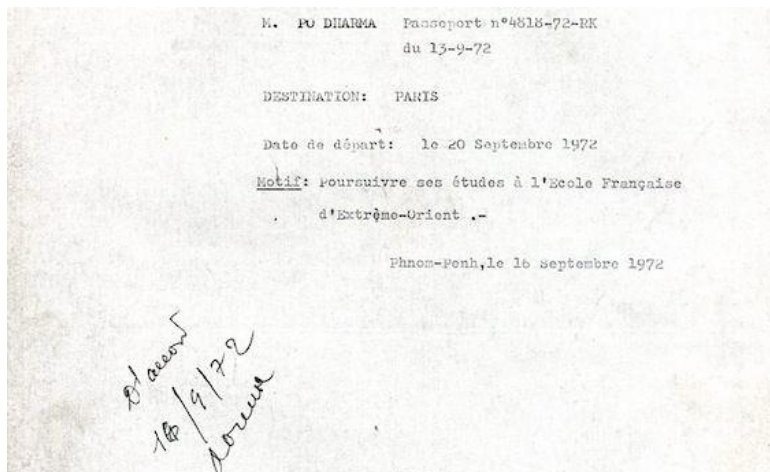 M. PO DHARMA Passeport n°4818-72-RK
du 13-9-72
DESTINATION: PARIS
Date de départ: le 20 Septembre 1972
Motif: Poursuivre ses études à l'Ecole Française
d'Extrême-Orient .-
Phnom-Penh,le 16 Septembre 1972
D'accord
/9/72